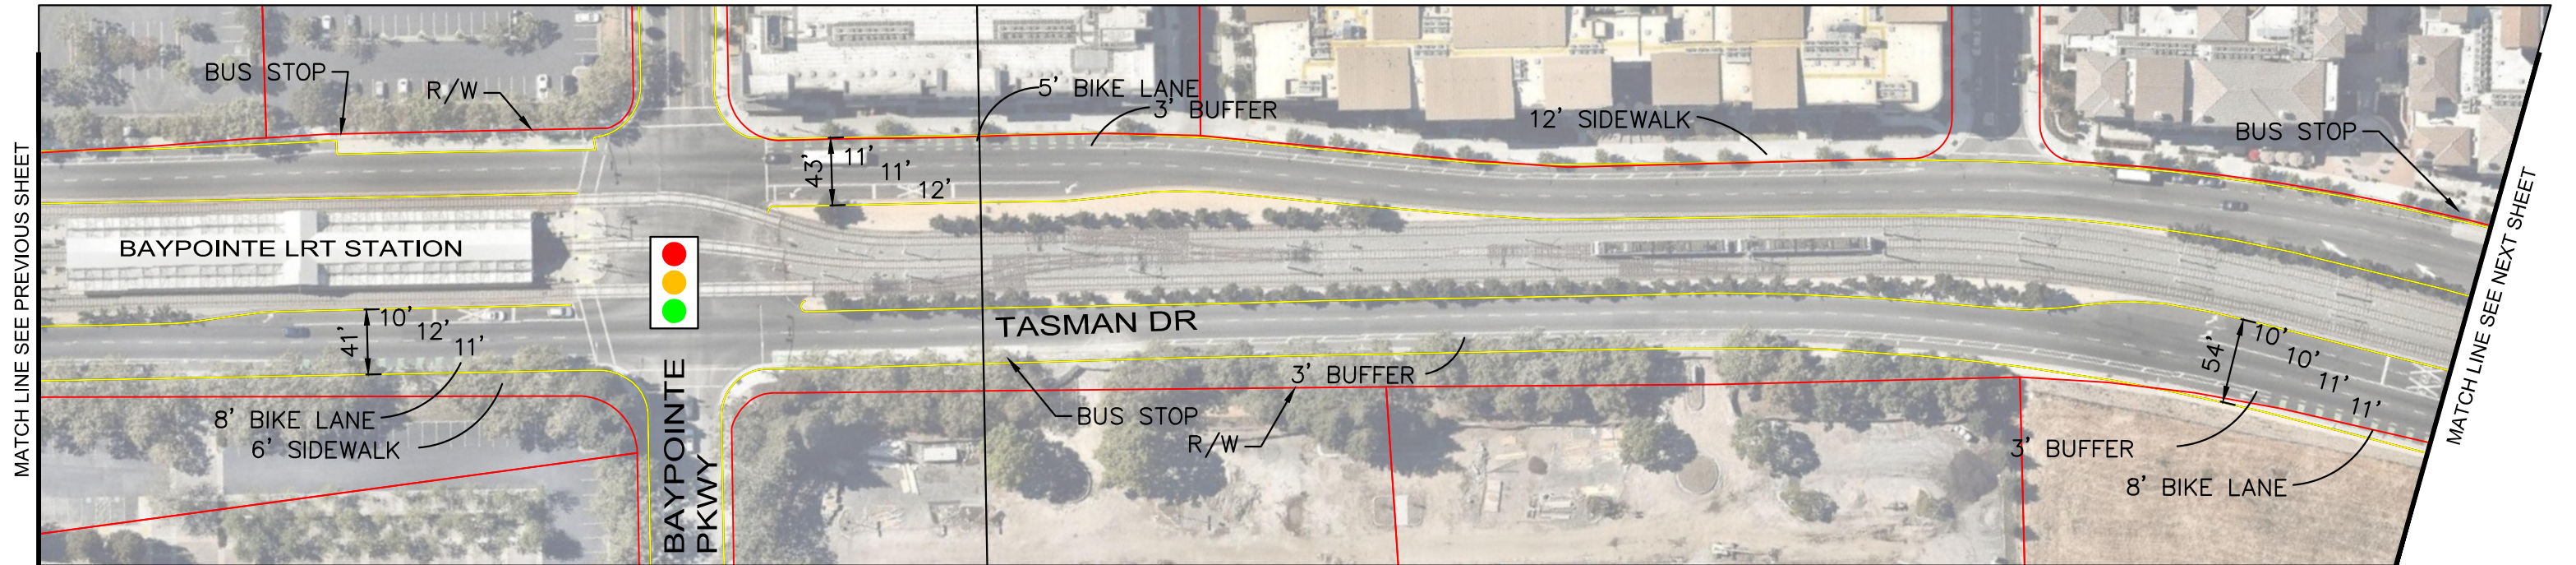 BUS STOP
R/W
5' BIKE LANE
3' BUFFER
12' SIDEWALK
BUS STOP
43'
11'
11'
12'
MATCH LINE SEE PREVIOUS SHEET
BAYPOINTE LRT STATION
MATCH LINE SEE NEXT SHEET
41'
10'
12'
11'
TASMAN DR
3' BUFFER
54'
10'
10'
11'
11'
8' BIKE LANE
6' SIDEWALK
BAYPOINTE
PKWY
BUS STOP
R/W
3' BUFFER
8' BIKE LANE